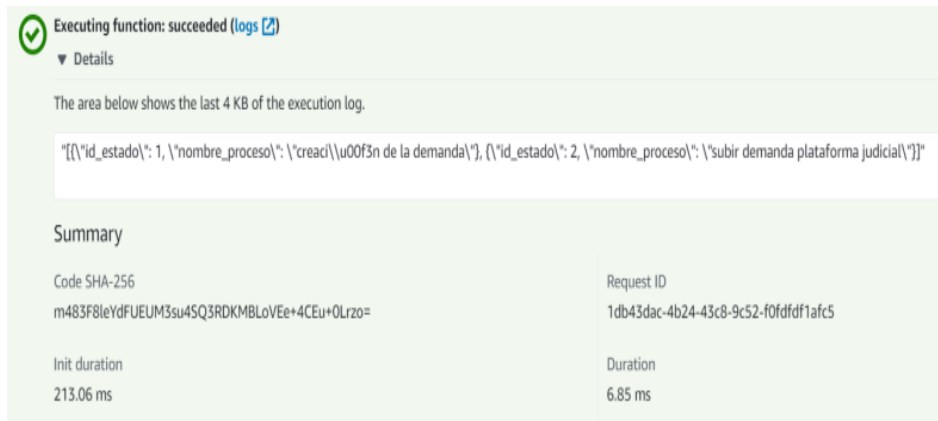 Executing function: succeeded (logs)
Details
The area below shows the last 4 KB of the execution log.
"[{\"id_estado\": 1, \"nombre_proceso\": \"creaci\\u00f3n de la demanda\"}, {\"id_estado\": 2, \"nombre_proceso\": \"subir demanda plataforma judicial\"}]"
Summary
Code SHA-256
m483F8leYdFUEUM3su4SQ3RDKMBLoVEe+4CEu+0Lrzo=
Request ID
1db43dac-4b24-43c8-9c52-f0fdfdf1afc5
Init duration
213.06 ms
Duration
6.85 ms